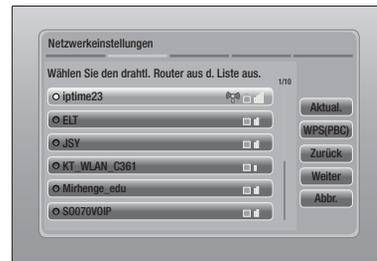 Netzwerkeinstellungen
Wählen Sie den drahtl. Router aus d. Liste aus.
1/10
iptime23
ELT
JSY
KT_WLAN_C361
Mirhenge_edu
SO070VOIP
Aktual.
WPS(PBC)
Zurück
Weiter
Abbr.